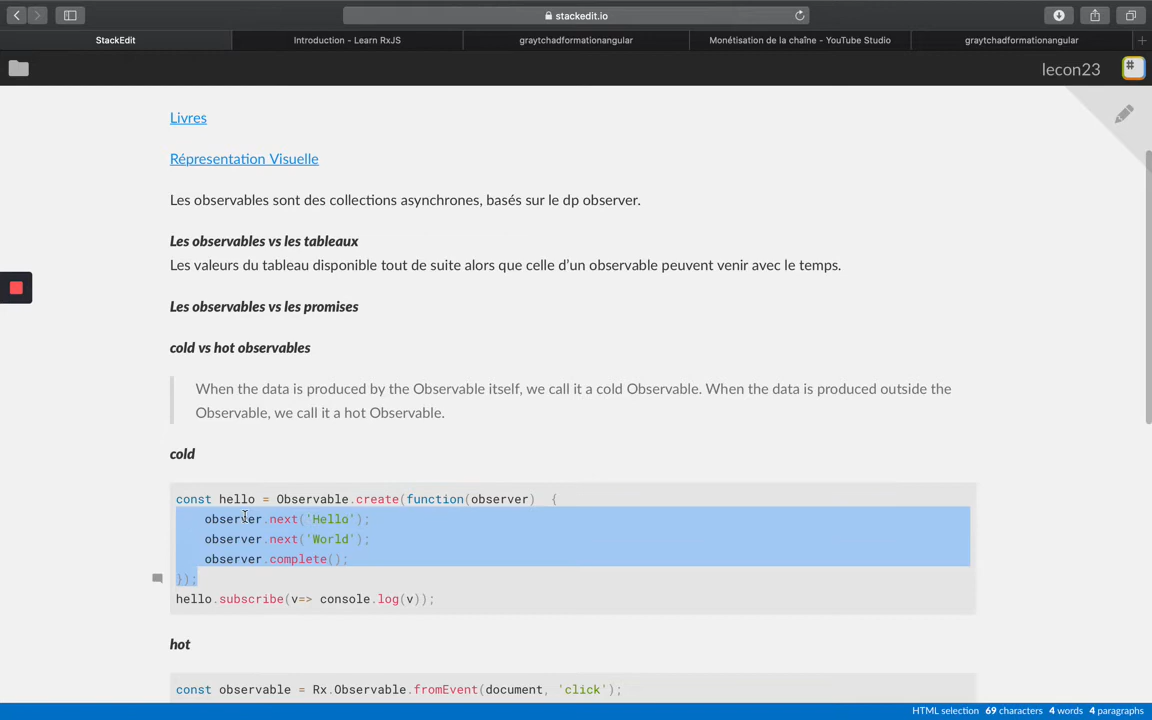 stackedit.io
StackEdit
Introduction - Learn RxJS
graytchadformationangular
Monétisation de la chaîne - YouTube Studio
graytchadformationangular
lecon23
Livres
Répresentation Visuelle
Les observables sont des collections asynchrones, basés sur le dp observer.
Les observables vs les tableaux
Les valeurs du tableau disponible tout de suite alors que celle d’un observable peuvent venir avec le temps.
Les observables vs les promises
cold vs hot observables
When the data is produced by the Observable itself, we call it a cold Observable. When the data is produced outside the
Observable, we call it a hot Observable.
cold
const hello = Observable.create(function(observer) {
observer.next('Hello');
observer.next('World');
observer.complete();
});
hello.subscribe(v=> console.log(v));
hot
const observable = Rx.Observable.fromEvent(document, 'click');
HTML selection 69 characters 4 words 4 paragraphs